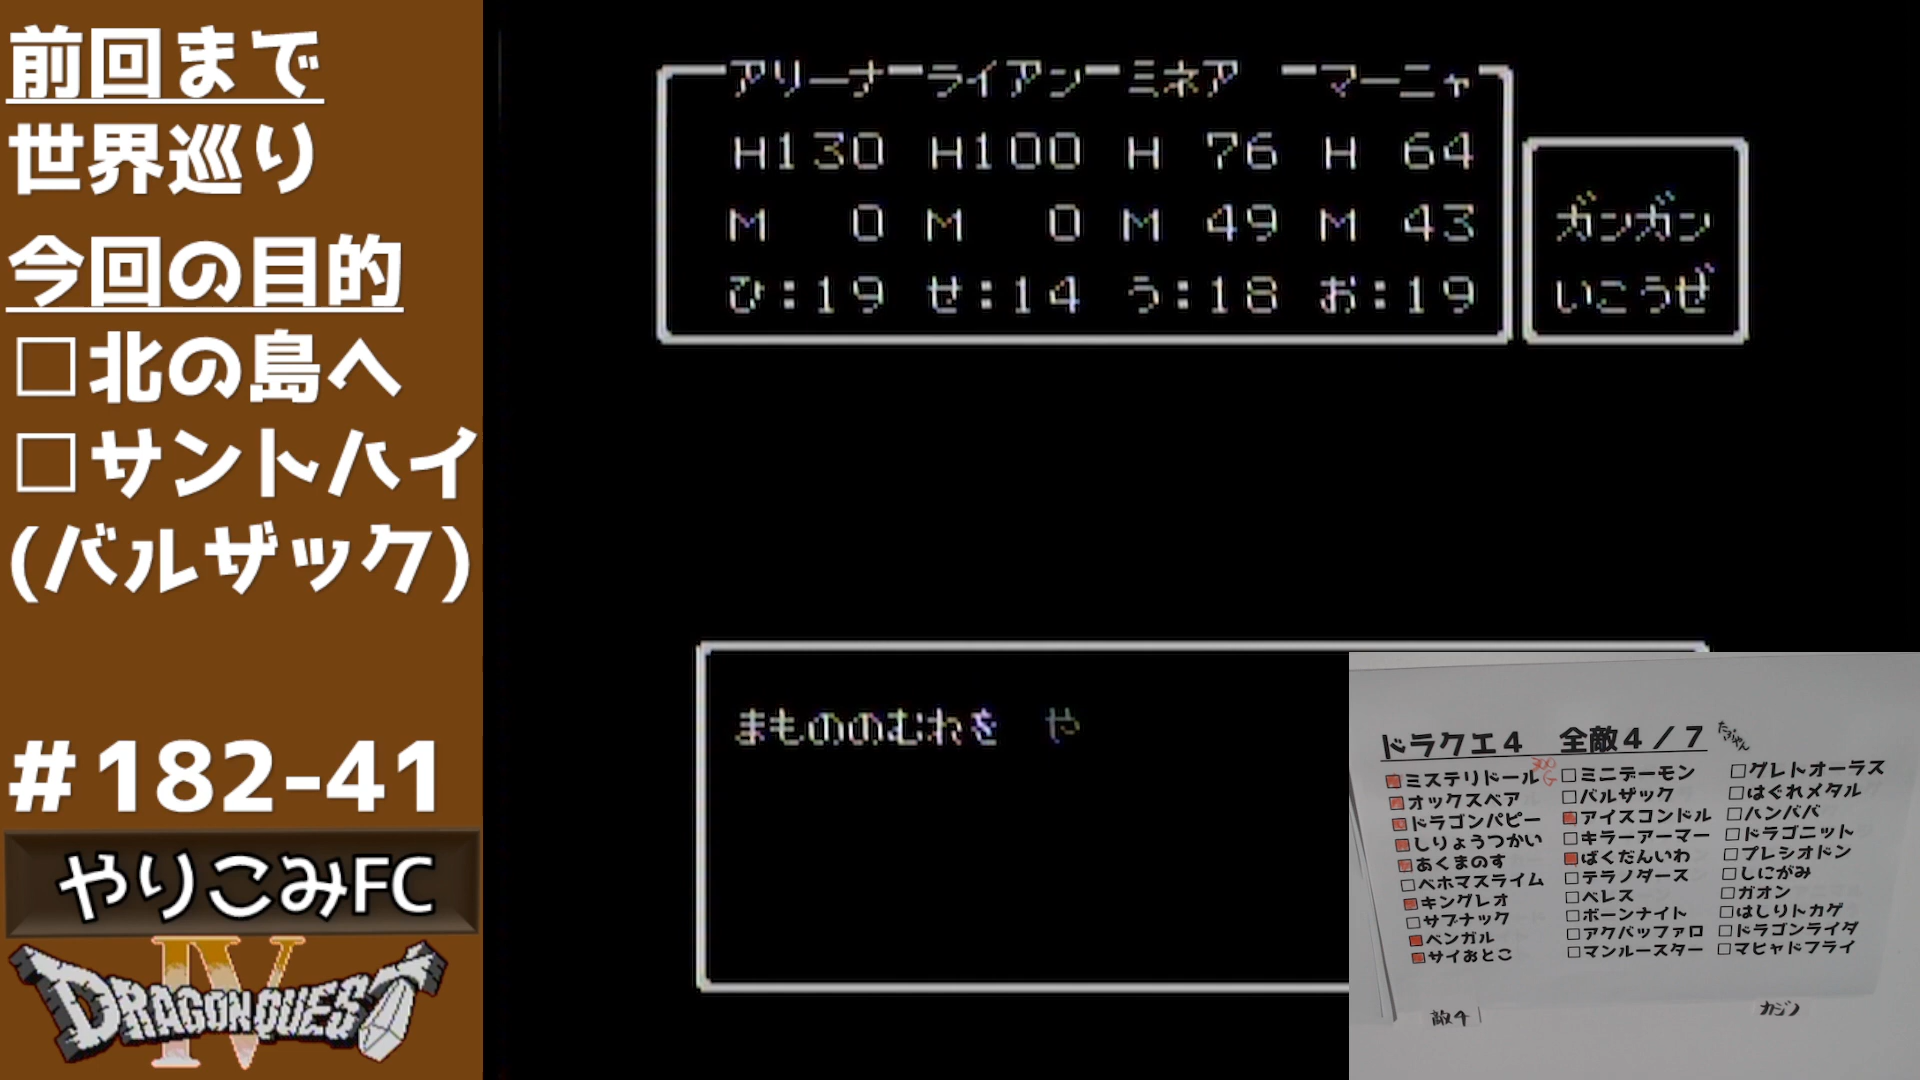 前回まで
世界巡り
今回の目的
□北の島へ
□サントハイ
(バルザック)
#182-41
やりこみFC
IV
DRAGON QUEST
アリーナ ライアン ミネア マーニャ
H130 H100 H 76 H 64
M 0 M 0 M 49 M 43
ひ:19 せ:14 う:18 お:19
ガンガン
いこうぜ
まもののむれを や
ドラクエ4 全敵4/7
ミステリドール 300G
オックスベア
ドラゴンパピー
しりょうつかい
あくまのす
□ベホマスライム
キングレオ
□サブナック
ベンガル
サイおとこ
□ミニデーモン
□バルザック
アイスコンドル
□キラーアーマー
ばくだんいわ
□テラノダース
□ベレス
□ボーンナイト
□アクバッファロ
□マンルースター
□グレトオーラス
□はぐれメタル
□ハンババ
□ドラゴニット
□プレシオドン
□しにがみ
□ガオン
□はしりトカゲ
□ドラゴンライダ
□マヒャドフライ
敵4
カジノ